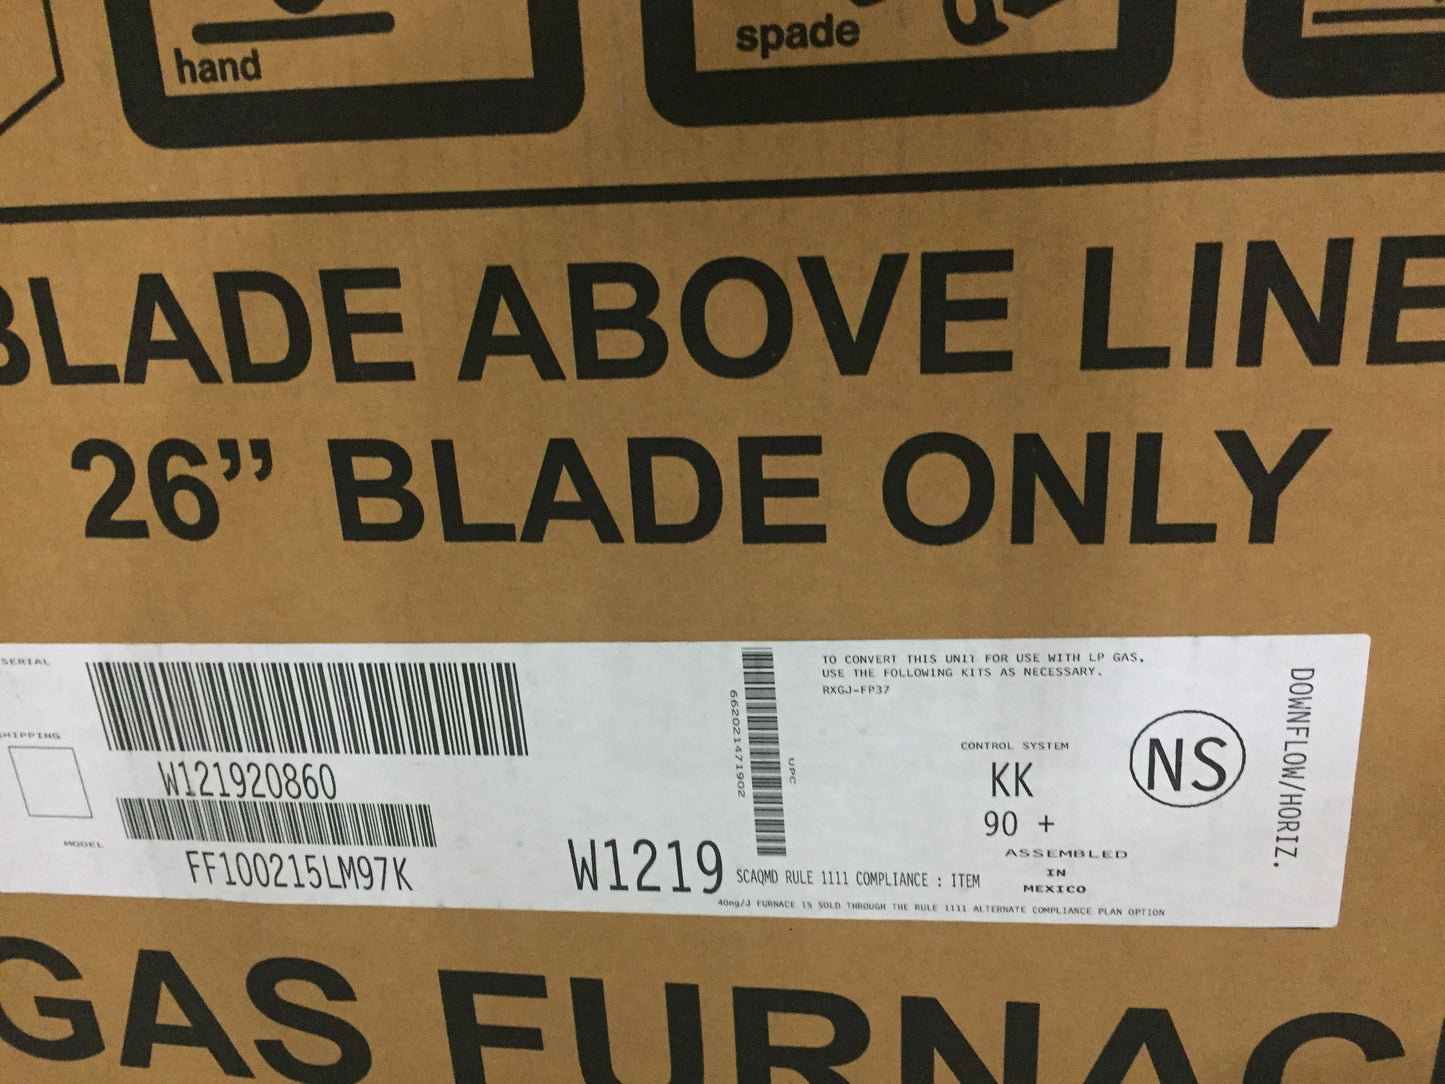 hand
spade
BLADE ABOVE LINE
26” BLADE ONLY
SERIAL
W121920860
SHIPPING
MODEL
FF100215LM97K
W1219
662021471902
UPC
TO CONVERT THIS UNIT FOR USE WITH LP GAS,
USE THE FOLLOWING KITS AS NECESSARY.
RXGJ-FP37
CONTROL SYSTEM
KK
90 +
ASSEMBLED
IN
MEXICO
NS
DOWNFLOW/HORIZ.
SCAQMD RULE 1111 COMPLIANCE : ITEM
40ng/J FURNACE IS SOLD THROUGH THE RULE 1111 ALTERNATE COMPLIANCE PLAN OPTION
GAS FURNAC